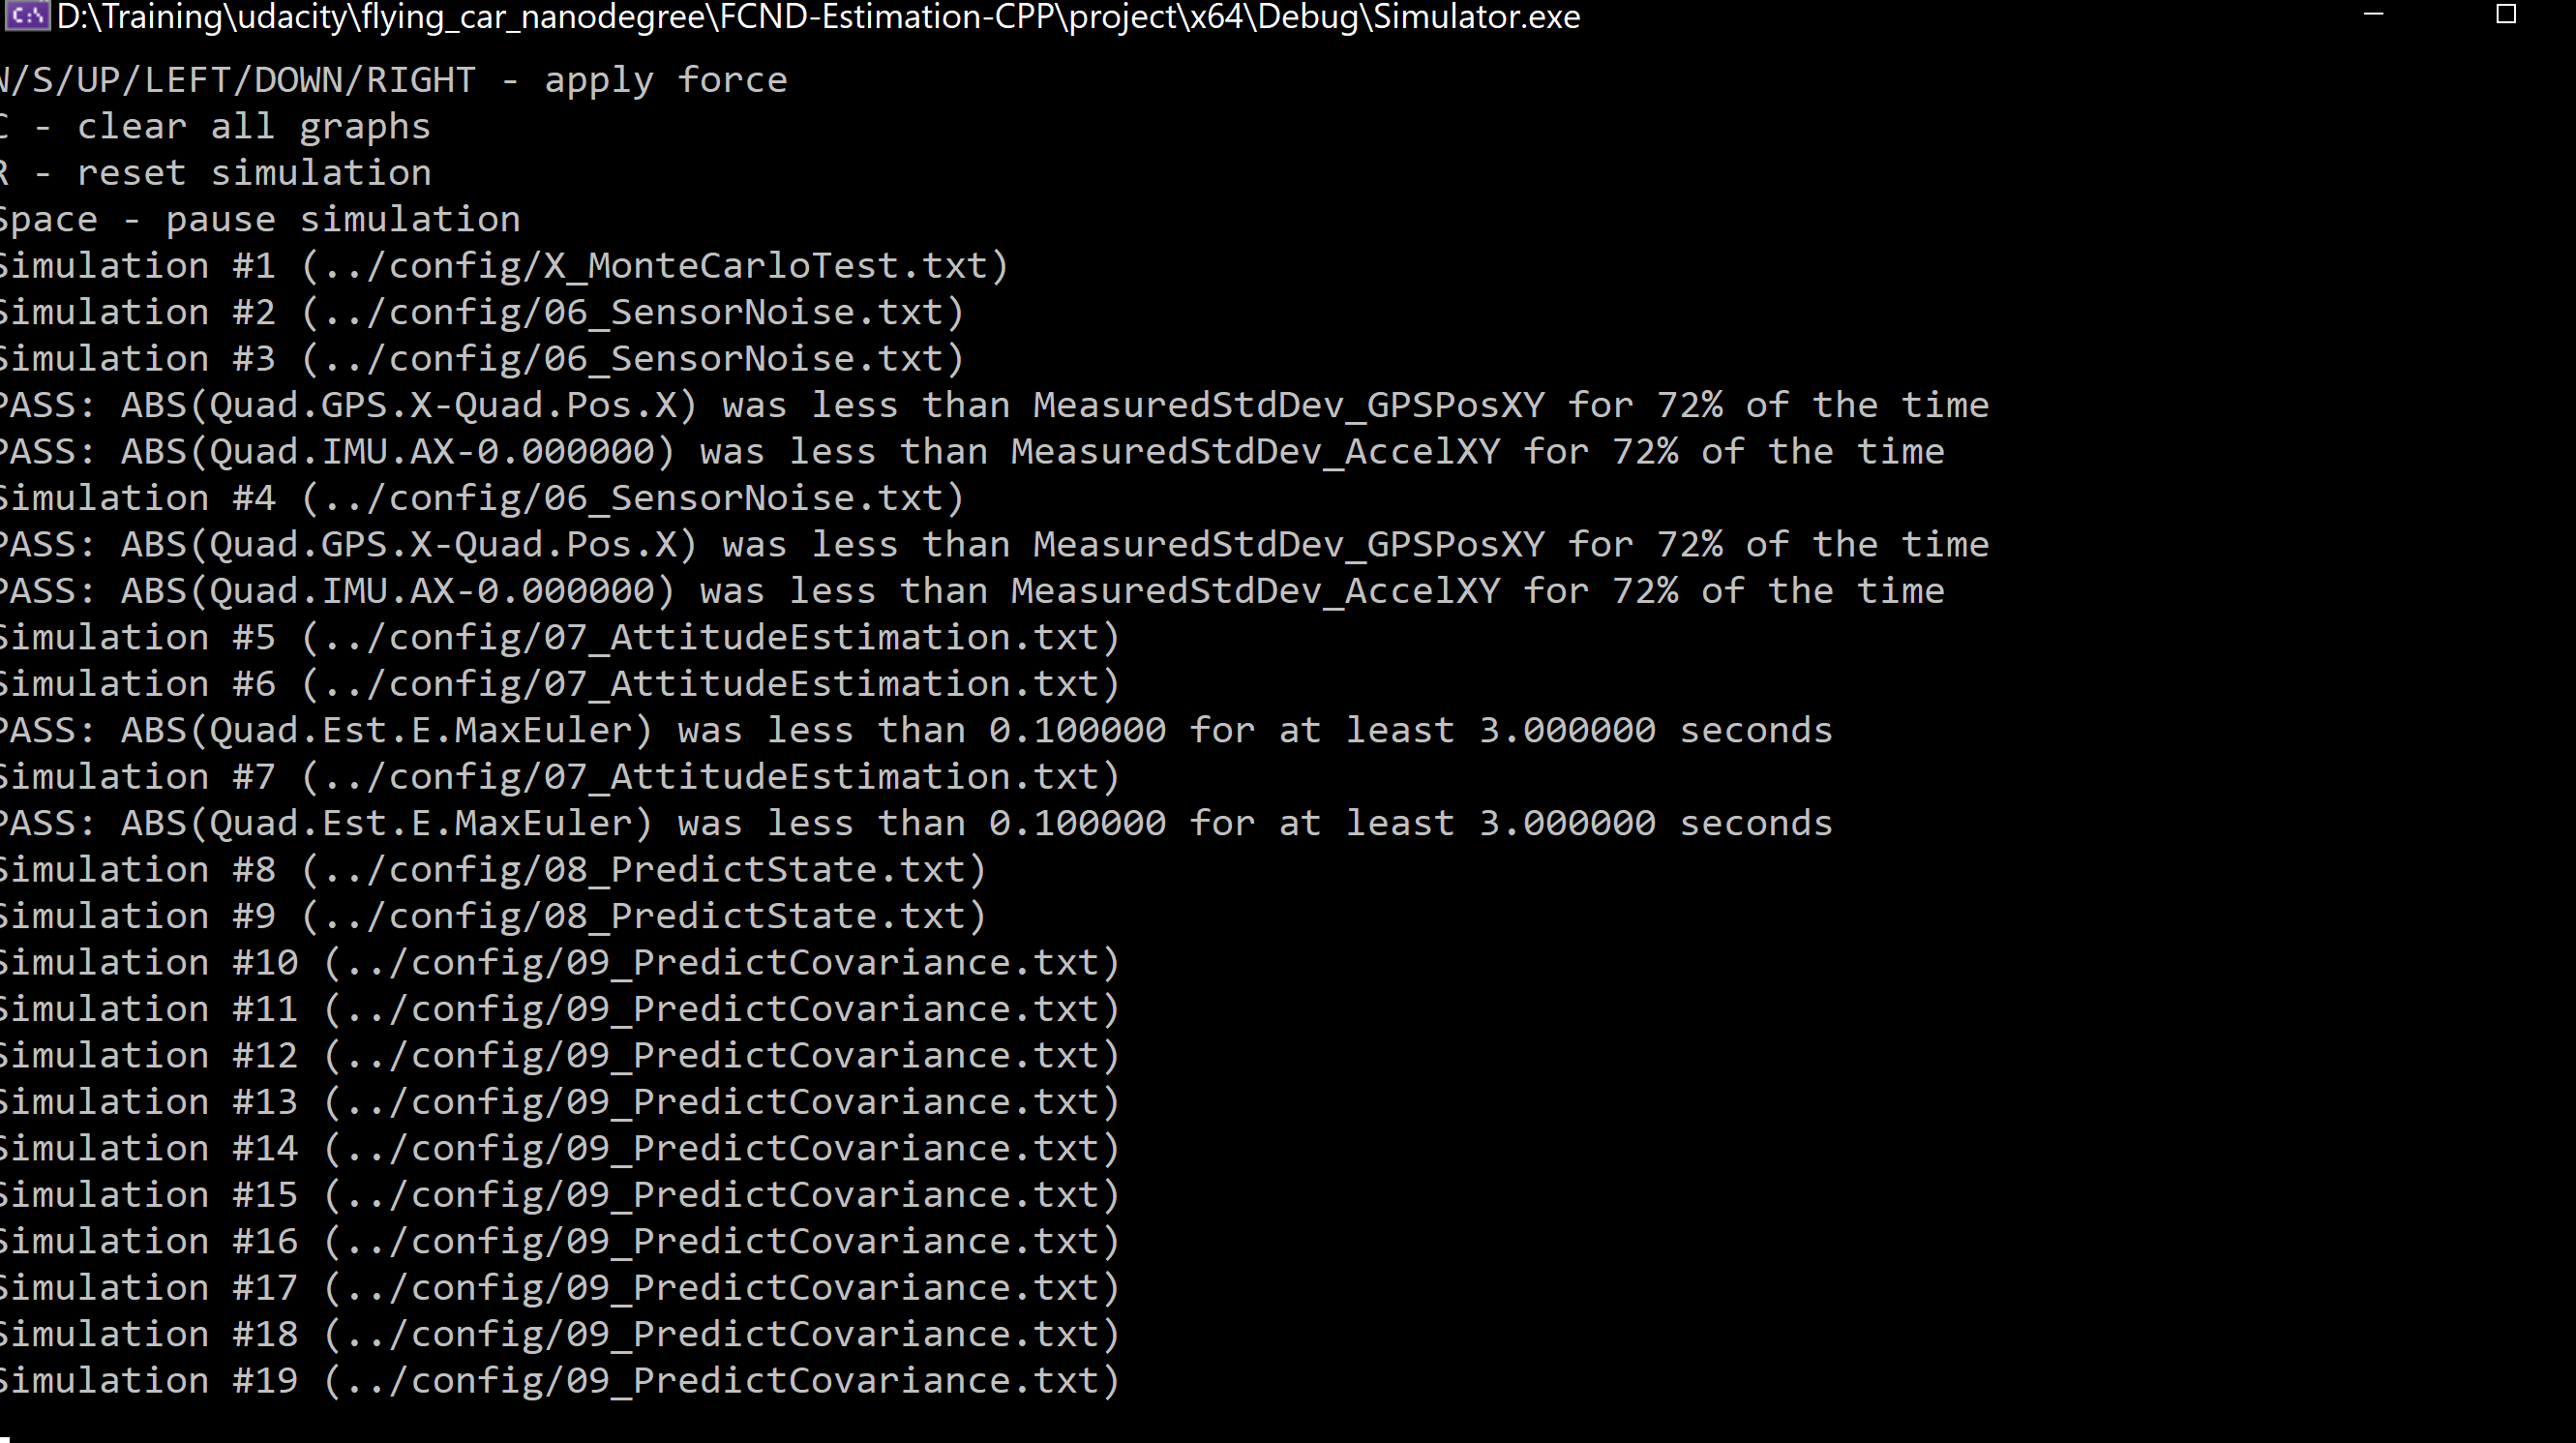 D:\Training\udacity\flying_car_nanodegree\FCND-Estimation-CPP\project\x64\Debug\Simulator.exe
W/S/UP/LEFT/DOWN/RIGHT - apply force
C - clear all graphs
R - reset simulation
Space - pause simulation
Simulation #1 (../config/X_MonteCarloTest.txt)
Simulation #2 (../config/06_SensorNoise.txt)
Simulation #3 (../config/06_SensorNoise.txt)
PASS: ABS(Quad.GPS.X-Quad.Pos.X) was less than MeasuredStdDev_GPSPosXY for 72% of the time
PASS: ABS(Quad.IMU.AX-0.000000) was less than MeasuredStdDev_AccelXY for 72% of the time
Simulation #4 (../config/06_SensorNoise.txt)
PASS: ABS(Quad.GPS.X-Quad.Pos.X) was less than MeasuredStdDev_GPSPosXY for 72% of the time
PASS: ABS(Quad.IMU.AX-0.000000) was less than MeasuredStdDev_AccelXY for 72% of the time
Simulation #5 (../config/07_AttitudeEstimation.txt)
Simulation #6 (../config/07_AttitudeEstimation.txt)
PASS: ABS(Quad.Est.E.MaxEuler) was less than 0.100000 for at least 3.000000 seconds
Simulation #7 (../config/07_AttitudeEstimation.txt)
PASS: ABS(Quad.Est.E.MaxEuler) was less than 0.100000 for at least 3.000000 seconds
Simulation #8 (../config/08_PredictState.txt)
Simulation #9 (../config/08_PredictState.txt)
Simulation #10 (../config/09_PredictCovariance.txt)
Simulation #11 (../config/09_PredictCovariance.txt)
Simulation #12 (../config/09_PredictCovariance.txt)
Simulation #13 (../config/09_PredictCovariance.txt)
Simulation #14 (../config/09_PredictCovariance.txt)
Simulation #15 (../config/09_PredictCovariance.txt)
Simulation #16 (../config/09_PredictCovariance.txt)
Simulation #17 (../config/09_PredictCovariance.txt)
Simulation #18 (../config/09_PredictCovariance.txt)
Simulation #19 (../config/09_PredictCovariance.txt)